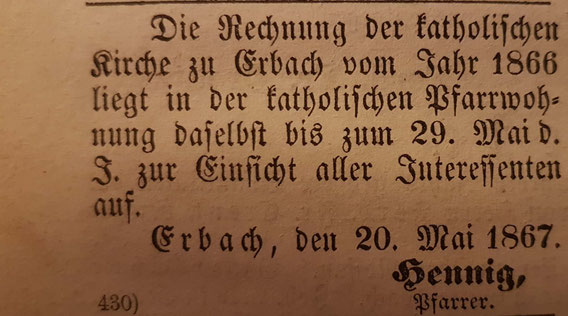 Die Rechnung der katholischen
Kirche zu Erbach vom Jahr 1866
liegt in der katholischen Pfarrwoh-
nung daselbst bis zum 29. Mai d.
J. zur Einsicht aller Interessenten
auf.
Erbach, den 20. Mai 1867.
Hennig,
430) Pfarrer.